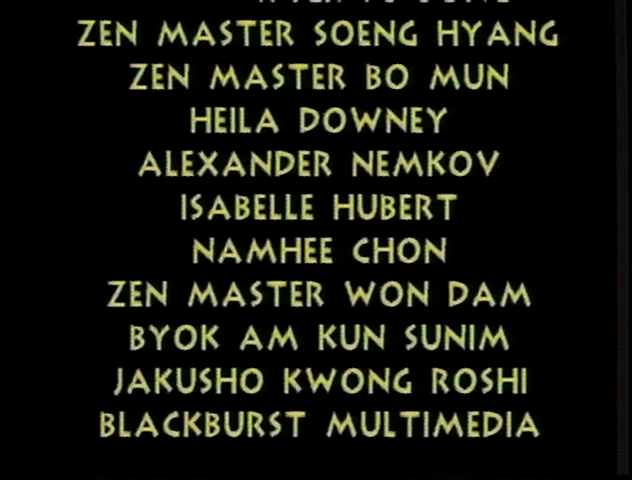 ZEN MASTER SOENG HYANG
ZEN MASTER BO MUN
HEILA DOWNEY
ALEXANDER NEMKOV
ISABELLE HUBERT
NAMHEE CHON
ZEN MASTER WON DAM
BYOK AM KUN SUNIM
JAKUSHO KWONG ROSHI
BLACKBURST MULTIMEDIA